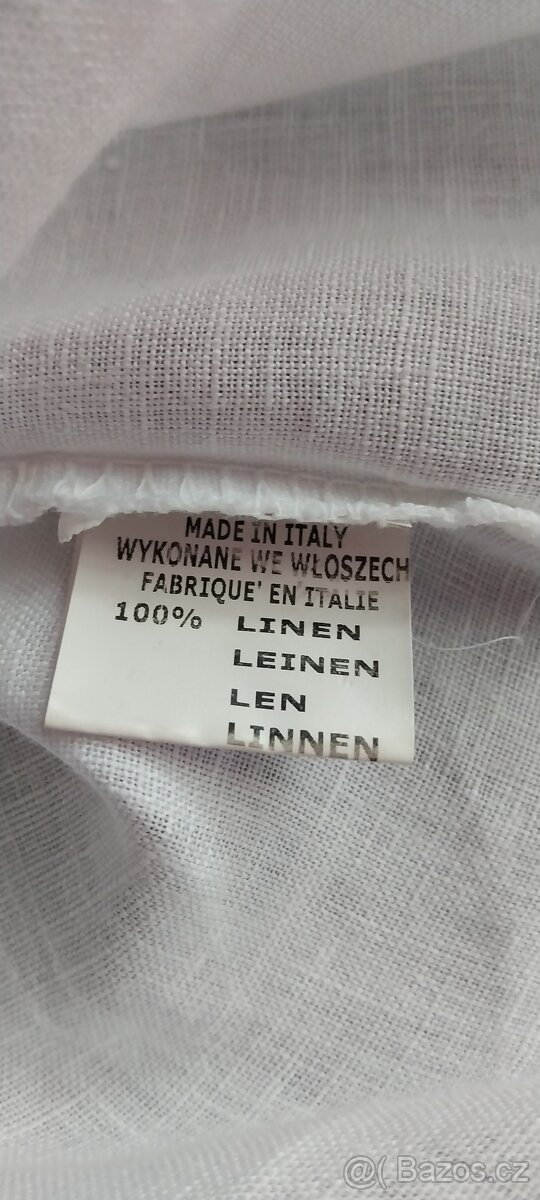 MADE IN ITALY
WYKONANE WE WŁOSZECH
FABRIQUE' EN ITALIE
100% LINEN
LEINEN
LEN
LINNEN
@( Bazos.cz